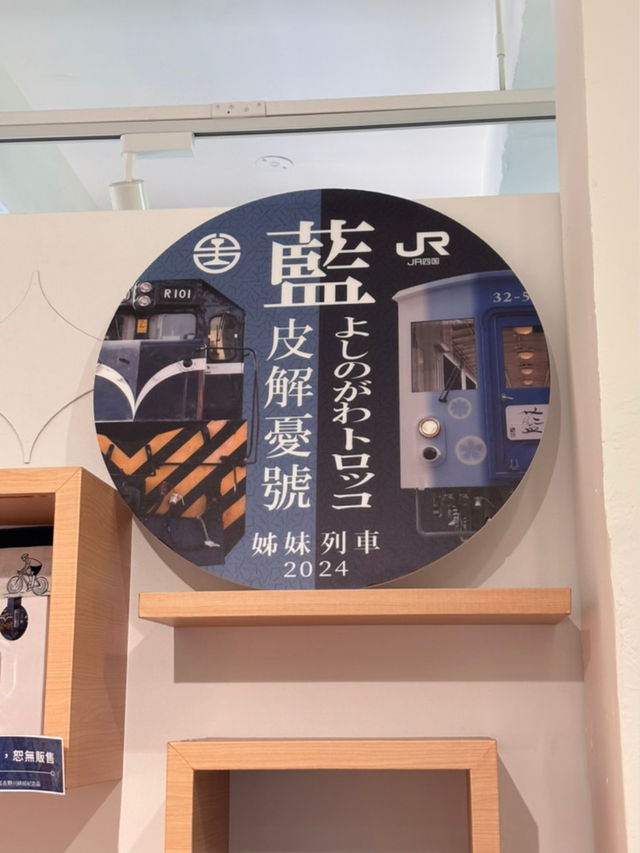 藍
皮解憂號
よしのがわトロッコ
JR
JR四国
R101
32-5
藍
姊妹列車
2024
，恕無販售